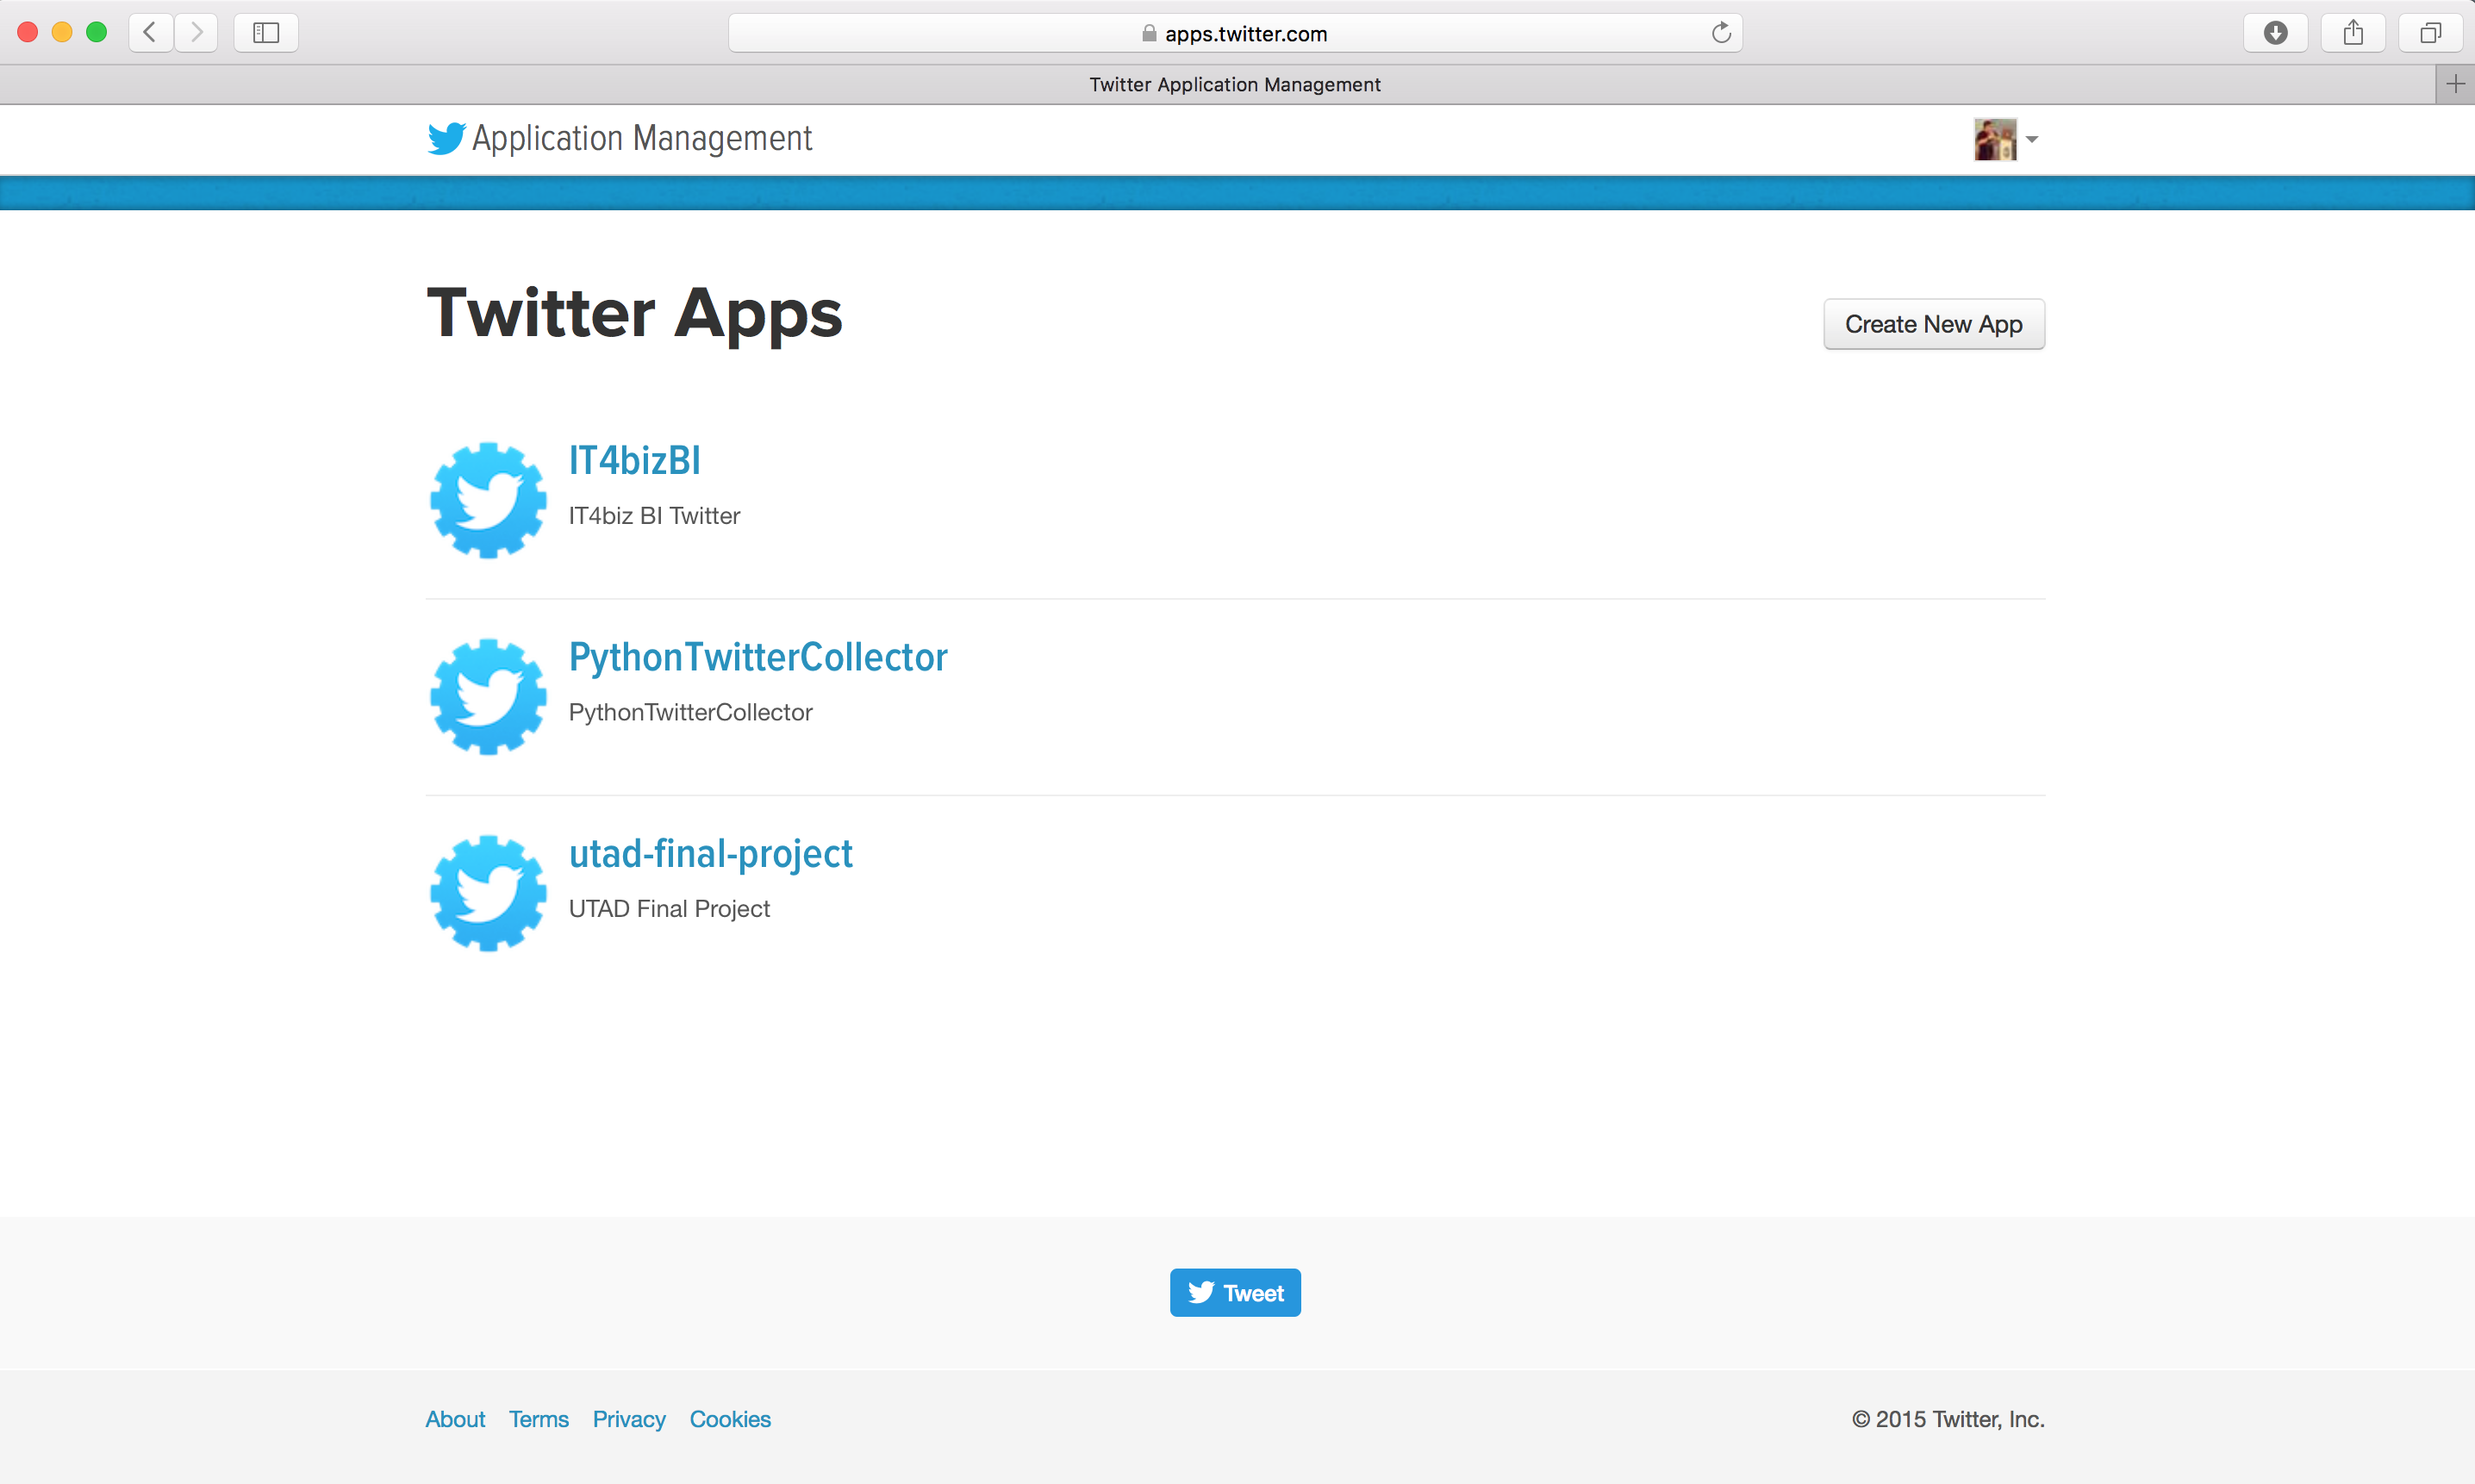 apps.twitter.com
Twitter Application Management
Application Management
Twitter Apps
Create New App
IT4bizBI
IT4biz BI Twitter
PythonTwitterCollector
PythonTwitterCollector
utad-final-project
UTAD Final Project
Tweet
About Terms Privacy Cookies
© 2015 Twitter, Inc.